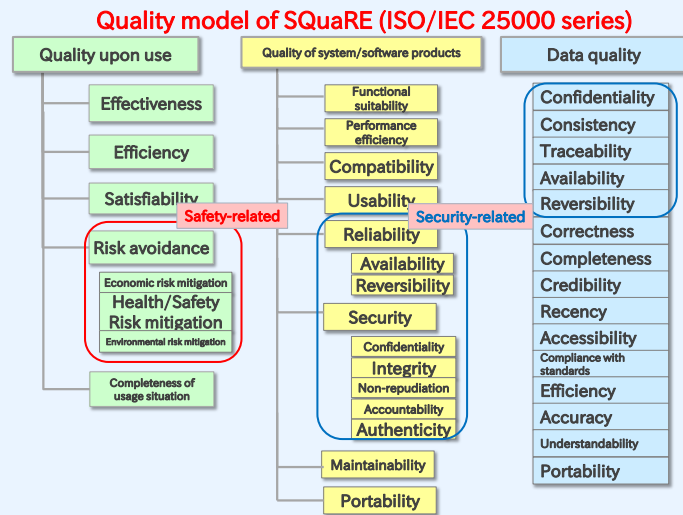 Quality model of SQuaRE (ISO/IEC 25000 series)
Quality upon use
Effectiveness
Efficiency
Satisfiability
Safety-related
Risk avoidance
Economic risk mitigation
Health/Safety
Risk mitigation
Environmental risk mitigation
Completeness of
usage situation
Quality of system/software products
Functional
suitability
Performance
efficiency
Compatibility
Usability
Security-related
Reliability
Availability
Reversibility
Security
Confidentiality
Integrity
Non-repudiation
Accountability
Authenticity
Maintainability
Portability
Data quality
Confidentiality
Consistency
Traceability
Availability
Reversibility
Correctness
Completeness
Credibility
Recency
Accessibility
Compliance with
standards
Efficiency
Accuracy
Understandability
Portability